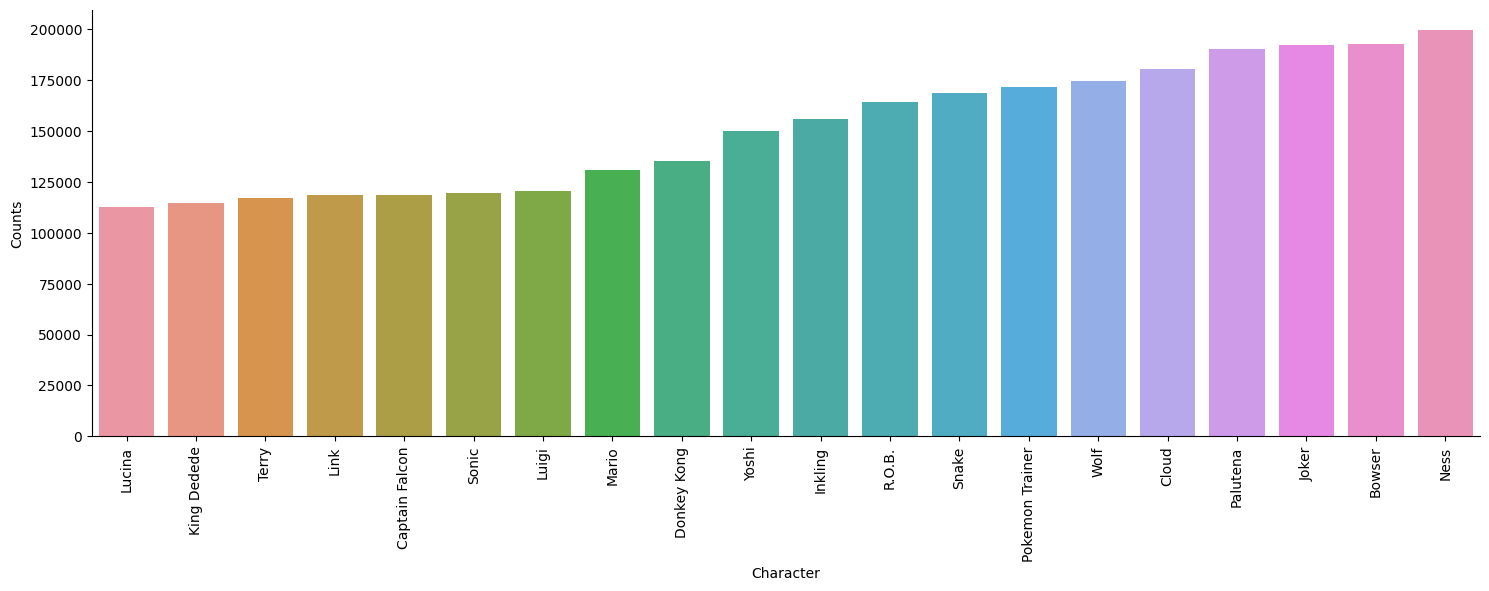 200000
175000
150000
125000
100000
75000
50000
25000
0
Counts
Lucina
King Dedede
Terry
Link
Captain Falcon
Sonic
Luigi
Mario
Donkey Kong
Yoshi
Inkling
R.O.B.
Snake
Pokemon Trainer
Wolf
Cloud
Palutena
Joker
Bowser
Ness
Character